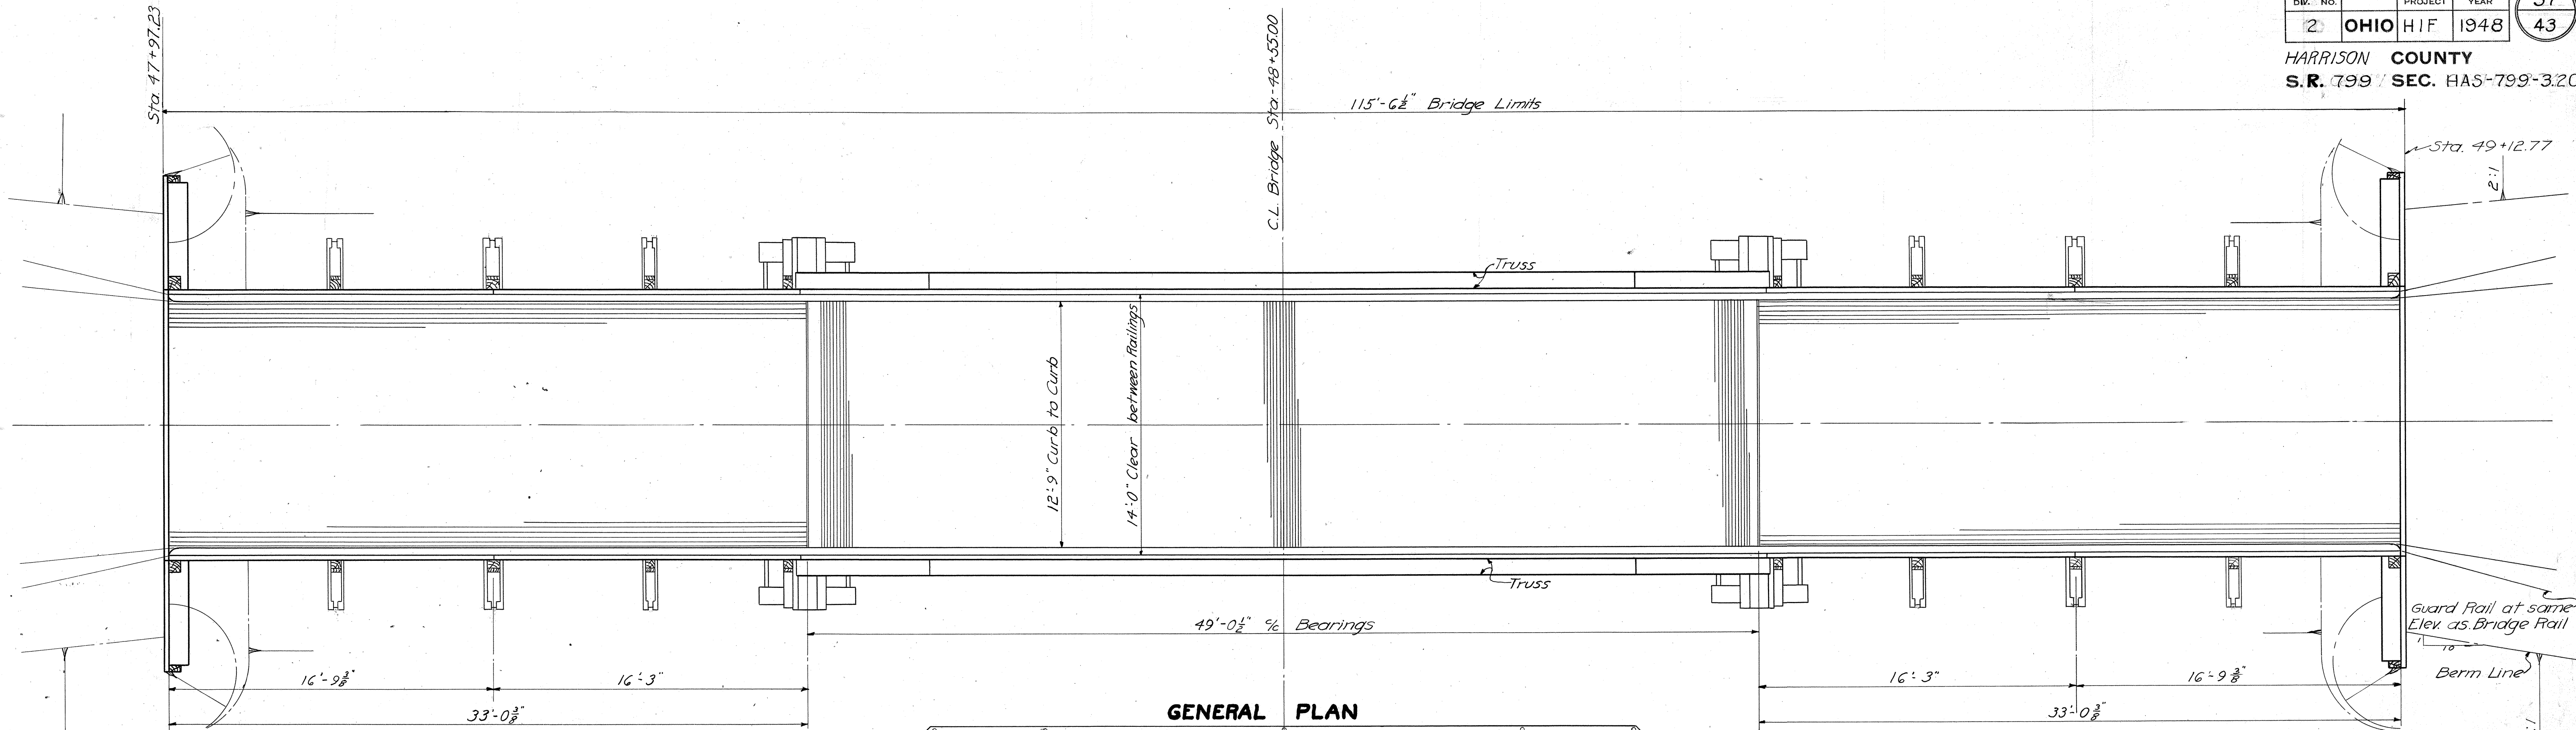 DIV. NO. PROJECT YEAR
2 OHIO HIF 1948 43
HARRISON COUNTY
S.R. 799 SEC. HAS-799-3.20
Sta. 47+97.23
C.L. Bridge Sta. 48+55.00
115'-6½" Bridge Limits
Sta. 49+12.77
2:1
Truss
12'-9" Curb to Curb
14'-0" Clear between Railings
Truss
49'-0½" c/c Bearings
Guard Rail at same
Elev. as Bridge Rail
1
10
Berm Line
16'-9⅜"
16'-3"
16'-3"
16'-9⅜"
33'-0⅜"
33'-0⅜"
GENERAL PLAN